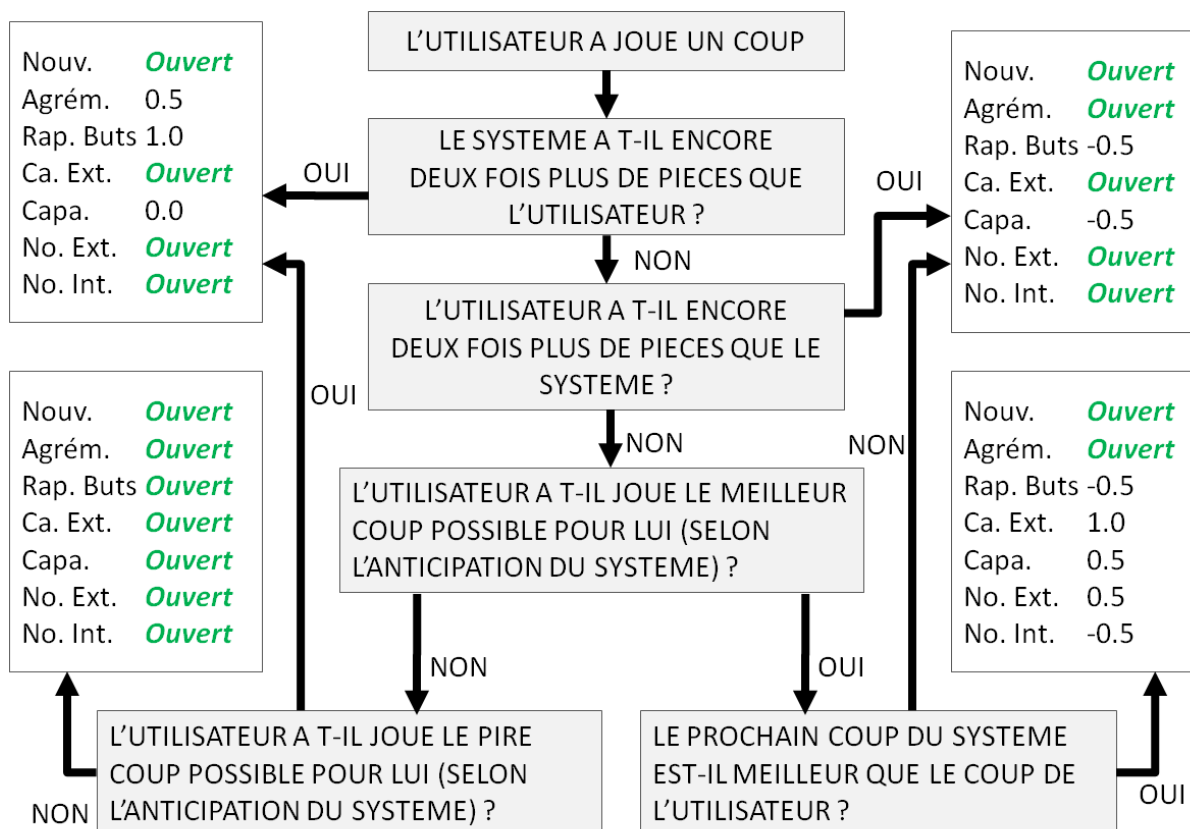 L'UTILISATEUR A JOUE UN COUP
LE SYSTEME A T-IL ENCORE
DEUX FOIS PLUS DE PIECES QUE
L'UTILISATEUR ?
OUI
Nouv. Ouvert
Agrém. 0.5
Rap. Buts 1.0
Ca. Ext. Ouvert
Capa. 0.0
No. Ext. Ouvert
No. Int. Ouvert
NON
L'UTILISATEUR A T-IL ENCORE
DEUX FOIS PLUS DE PIECES QUE LE
SYSTEME ?
OUI
Nouv. Ouvert
Agrém. Ouvert
Rap. Buts -0.5
Ca. Ext. Ouvert
Capa. -0.5
No. Ext. Ouvert
No. Int. Ouvert
NON
L'UTILISATEUR A T-IL JOUE LE MEILLEUR
COUP POSSIBLE POUR LUI (SELON
L'ANTICIPATION DU SYSTEME) ?
NON
OUI
L'UTILISATEUR A T-IL JOUE LE PIRE
COUP POSSIBLE POUR LUI (SELON
L'ANTICIPATION DU SYSTEME) ?
OUI
NON
Nouv. Ouvert
Agrém. Ouvert
Rap. Buts Ouvert
Ca. Ext. Ouvert
Capa. Ouvert
No. Ext. Ouvert
No. Int. Ouvert
LE PROCHAIN COUP DU SYSTEME
EST-IL MEILLEUR QUE LE COUP DE
L'UTILISATEUR ?
NON
OUI
Nouv. Ouvert
Agrém. Ouvert
Rap. Buts -0.5
Ca. Ext. 1.0
Capa. 0.5
No. Ext. 0.5
No. Int. -0.5